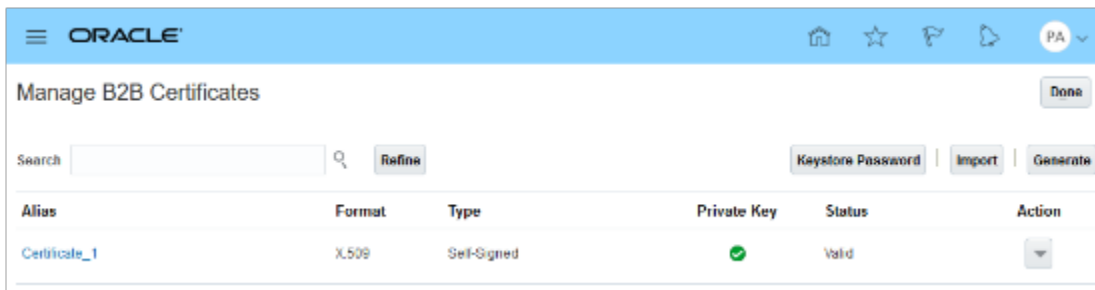 ORACLE
PA
Manage B2B Certificates
Done
Search
Refine
Keystore Password
Import
Generate
Alias Format Type Private Key Status Action
Certificate_1 X.509 Self-Signed Valid